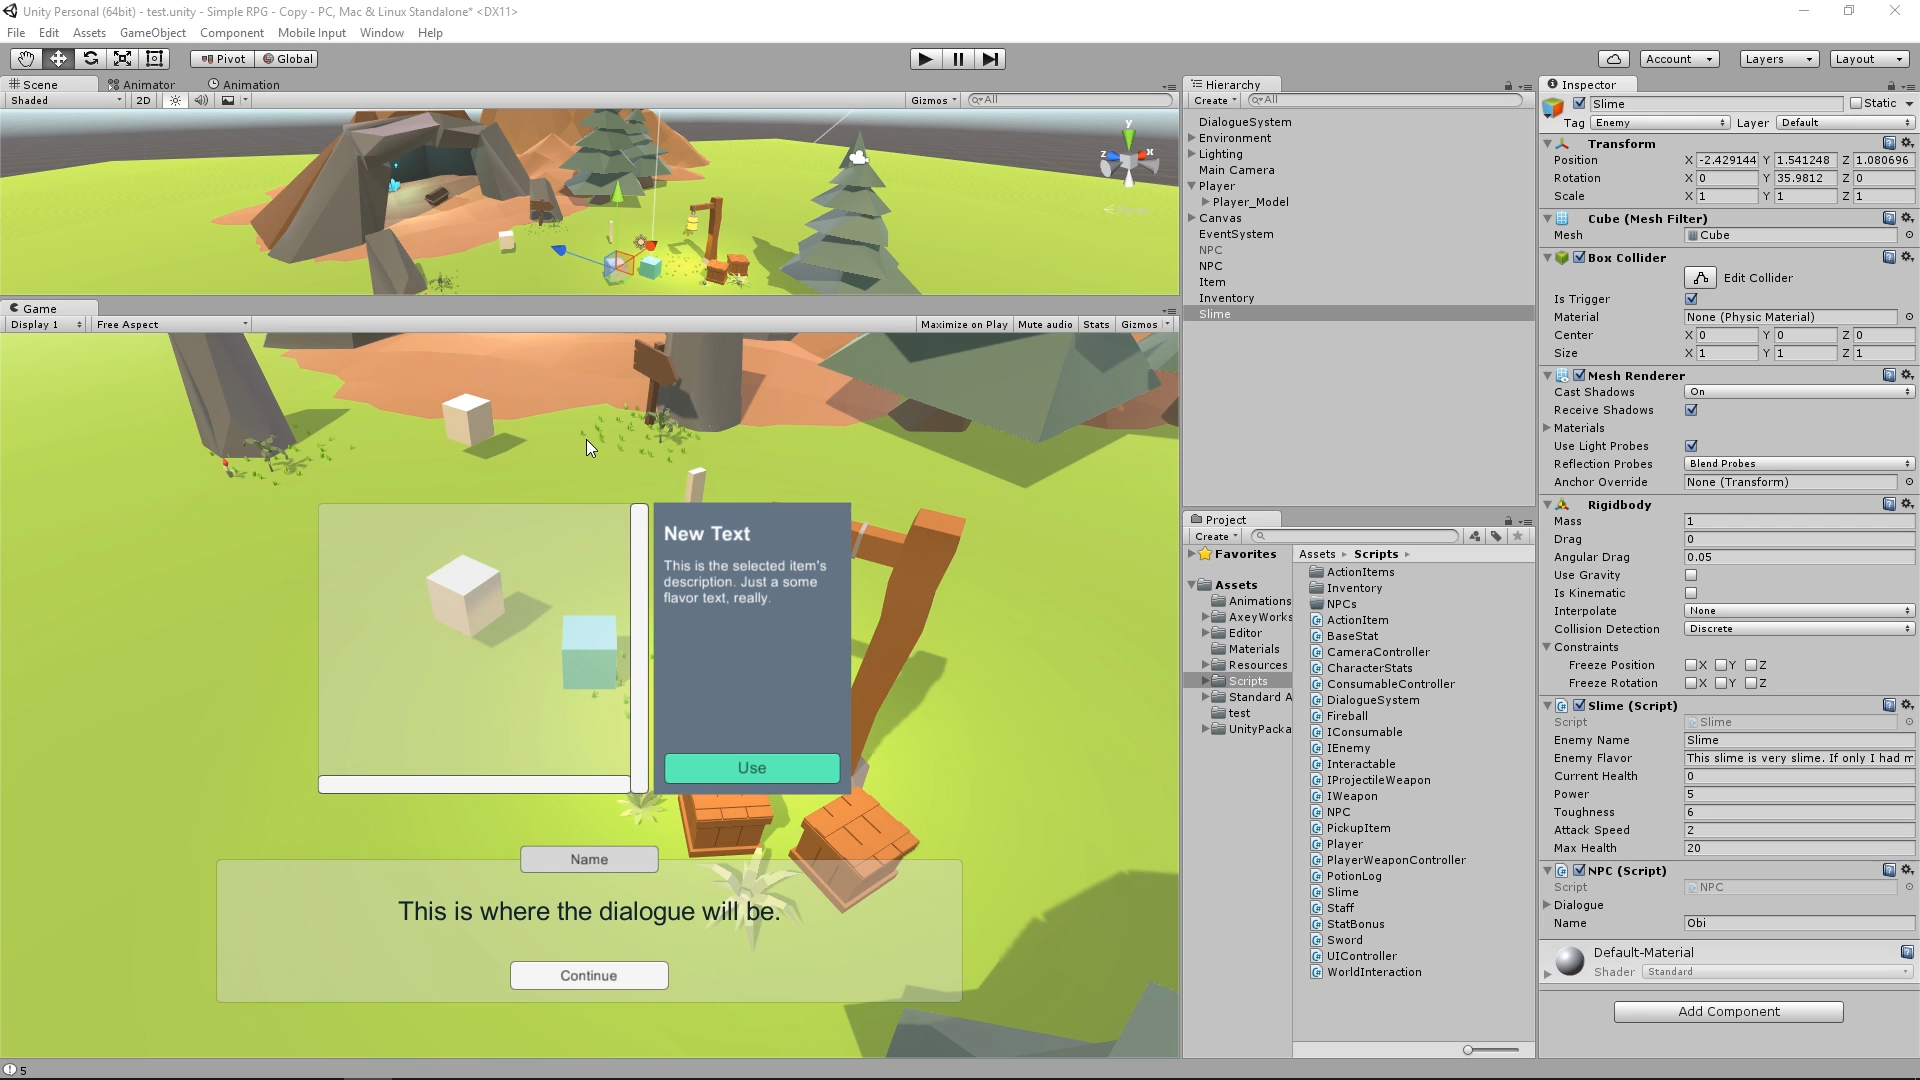 Unity Personal (64bit) - test.unity - Simple RPG - Copy - PC, Mac & Linux Standalone* <DX11>
File Edit Assets GameObject Component Mobile Input Window Help
Pivot Global Account Layers Layout
Scene Animator Animation
Shaded 2D Gizmos All
y
z x
Game
Display 1 Free Aspect Maximize on Play Mute audio Stats Gizmos
New Text
This is the selected item's
description. Just a some
flavor text, really.
Use
Name
This is where the dialogue will be.
Continue
5
Hierarchy
Create All
DialogueSystem
Environment
Lighting
Main Camera
Player
Player_Model
Canvas
EventSystem
NPC
NPC
Item
Inventory
Slime
Project
Create
Favorites
Assets
Animations
AxeyWorks
Editor
Materials
Resources
Scripts
Standard A
test
UnityPacka
Assets Scripts
ActionItems
Inventory
NPCs
ActionItem
BaseStat
CameraController
CharacterStats
ConsumableController
DialogueSystem
Fireball
IConsumable
IEnemy
Interactable
IProjectileWeapon
IWeapon
NPC
PickupItem
Player
PlayerWeaponController
PotionLog
Slime
Staff
StatBonus
Sword
UIController
WorldInteraction
Inspector
Slime Static
Tag Enemy Layer Default
Transform
Position X -2.429144 Y 1.541248 Z 1.080696
Rotation X 0 Y 35.9812 Z 0
Scale X 1 Y 1 Z 1
Cube (Mesh Filter)
Mesh Cube
Box Collider
Edit Collider
Is Trigger
Material None (Physic Material)
Center X 0 Y 0 Z 0
Size X 1 Y 1 Z 1
Mesh Renderer
Cast Shadows On
Receive Shadows
Materials
Use Light Probes
Reflection Probes Blend Probes
Anchor Override None (Transform)
Rigidbody
Mass 1
Drag 0
Angular Drag 0.05
Use Gravity
Is Kinematic
Interpolate None
Collision Detection Discrete
Constraints
Freeze Position X Y Z
Freeze Rotation X Y Z
Slime (Script)
Script Slime
Enemy Name Slime
Enemy Flavor This slime is very slime. If only I had m
Current Health 0
Power 5
Toughness 6
Attack Speed 2
Max Health 20
NPC (Script)
Script NPC
Dialogue
Name Obi
Default-Material
Shader Standard
Add Component